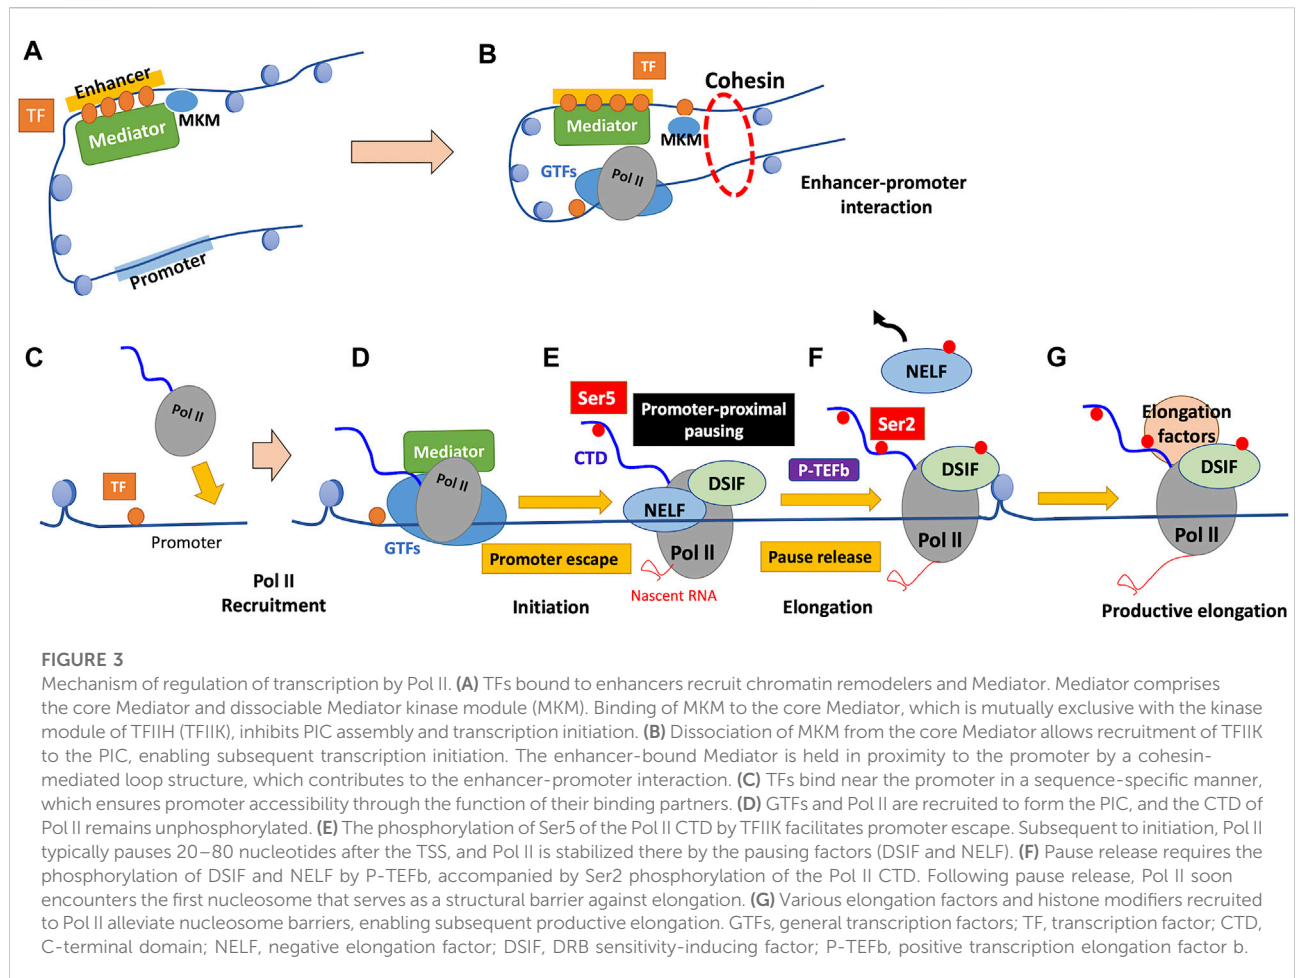 A
Enhancer
TF
Mediator
MKM
Promoter
B
TF
Cohesin
Mediator
MKM
GTFs
Pol II
Enhancer-promoter
interaction
C
Pol II
TF
Promoter
Pol II
Recruitment
D
Mediator
Pol II
GTFs
Promoter escape
Initiation
E
Ser5
Promoter-proximal
pausing
CTD
DSIF
NELF
Pol II
Nascent RNA
P-TEFb
Pause release
Elongation
F
NELF
Ser2
DSIF
Pol II
G
Elongation
factors
DSIF
Pol II
Productive elongation
FIGURE 3
Mechanism of regulation of transcription by Pol II. (A) TFs bound to enhancers recruit chromatin remodelers and Mediator. Mediator comprises
the core Mediator and dissociable Mediator kinase module (MKM). Binding of MKM to the core Mediator, which is mutually exclusive with the kinase
module of TFIIH (TFIIK), inhibits PIC assembly and transcription initiation. (B) Dissociation of MKM from the core Mediator allows recruitment of TFIIK
to the PIC, enabling subsequent transcription initiation. The enhancer-bound Mediator is held in proximity to the promoter by a cohesin-
mediated loop structure, which contributes to the enhancer-promoter interaction. (C) TFs bind near the promoter in a sequence-specific manner,
which ensures promoter accessibility through the function of their binding partners. (D) GTFs and Pol II are recruited to form the PIC, and the CTD of
Pol II remains unphosphorylated. (E) The phosphorylation of Ser5 of the Pol II CTD by TFIIK facilitates promoter escape. Subsequent to initiation, Pol II
typically pauses 20–80 nucleotides after the TSS, and Pol II is stabilized there by the pausing factors (DSIF and NELF). (F) Pause release requires the
phosphorylation of DSIF and NELF by P-TEFb, accompanied by Ser2 phosphorylation of the Pol II CTD. Following pause release, Pol II soon
encounters the first nucleosome that serves as a structural barrier against elongation. (G) Various elongation factors and histone modifiers recruited
to Pol II alleviate nucleosome barriers, enabling subsequent productive elongation. GTFs, general transcription factors; TF, transcription factor; CTD,
C-terminal domain; NELF, negative elongation factor; DSIF, DRB sensitivity-inducing factor; P-TEFb, positive transcription elongation factor b.